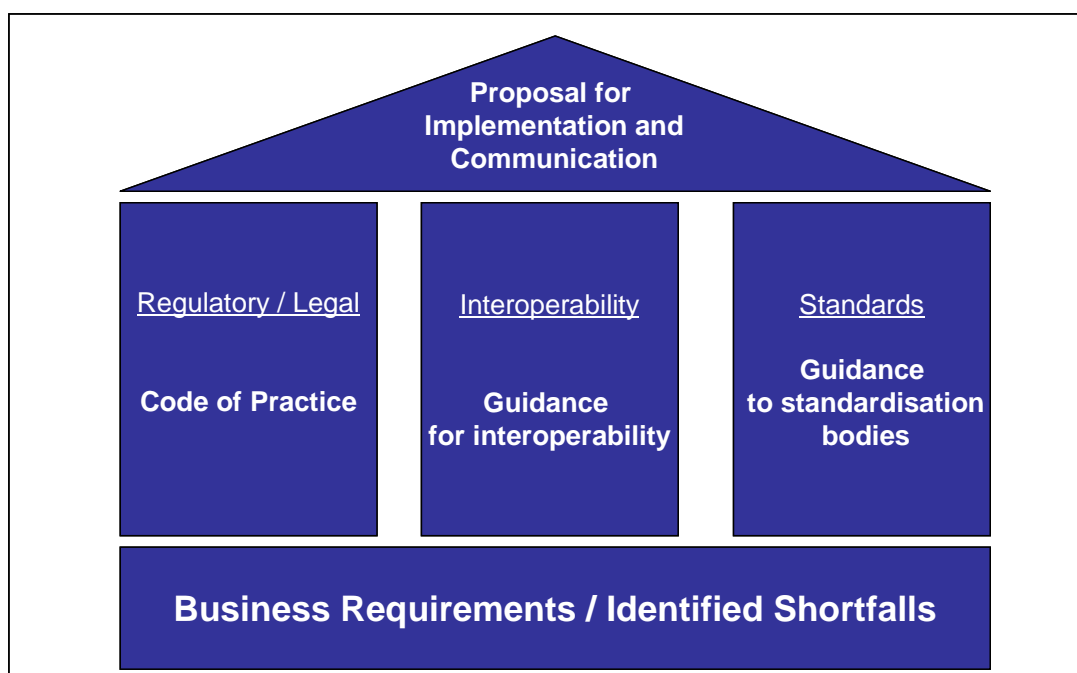 Proposal for
Implementation and
Communication
Regulatory / Legal
Code of Practice
Interoperability
Guidance
for interoperability
Standards
Guidance
to standardisation
bodies
Business Requirements / Identified Shortfalls